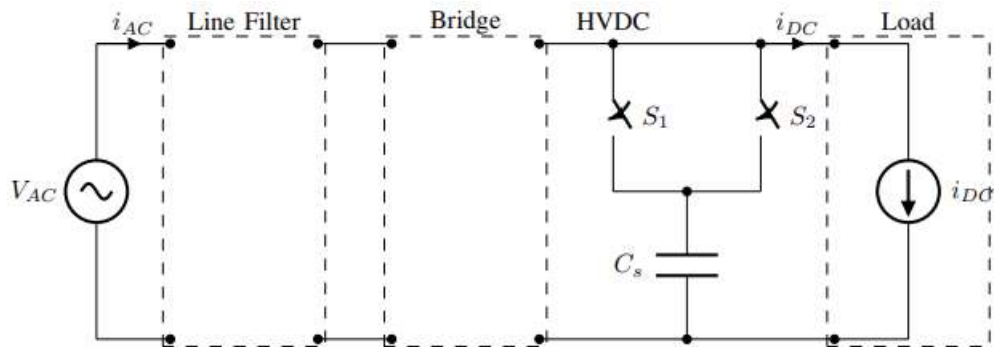 i_AC Line Filter Bridge HVDC i_DC Load
S_1 S_2
V_AC i_DC
C_s